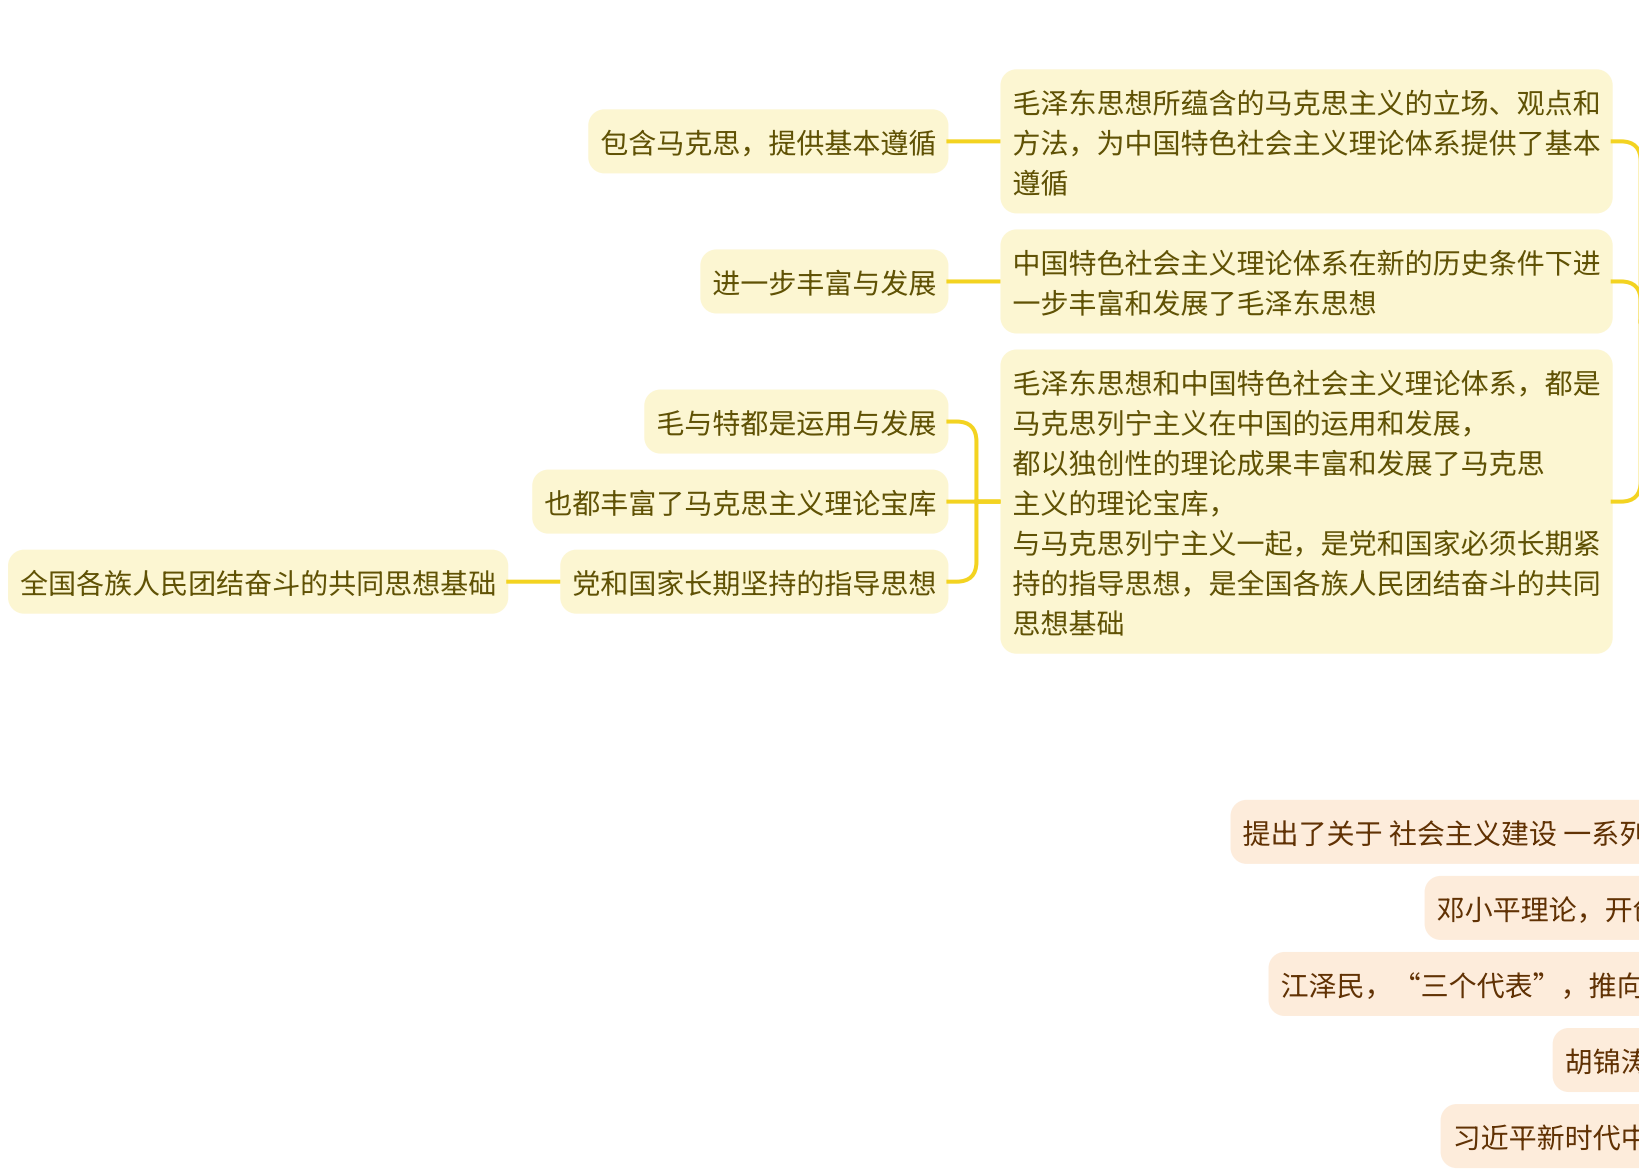 毛泽东思想所蕴含的马克思主义的立场、观点和
方法，为中国特色社会主义理论体系提供了基本
遵循
包含马克思，提供基本遵循
中国特色社会主义理论体系在新的历史条件下进
一步丰富和发展了毛泽东思想
进一步丰富与发展
毛泽东思想和中国特色社会主义理论体系，都是
马克思列宁主义在中国的运用和发展，
都以独创性的理论成果丰富和发展了马克思
主义的理论宝库，
与马克思列宁主义一起，是党和国家必须长期紧
持的指导思想，是全国各族人民团结奋斗的共同
思想基础
毛与特都是运用与发展
也都丰富了马克思主义理论宝库
党和国家长期坚持的指导思想
全国各族人民团结奋斗的共同思想基础
提出了关于 社会主义建设 一系列
邓小平理论，开
江泽民，“三个代表”，推向
胡锦涛
习近平新时代中